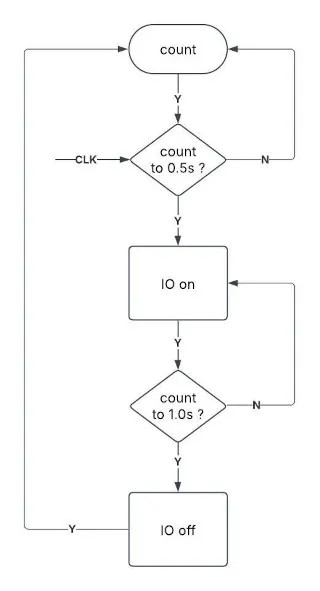 count
Y
count
to 0.5s ?
CLK
N
Y
IO on
Y
count
to 1.0s ?
N
Y
IO off
Y